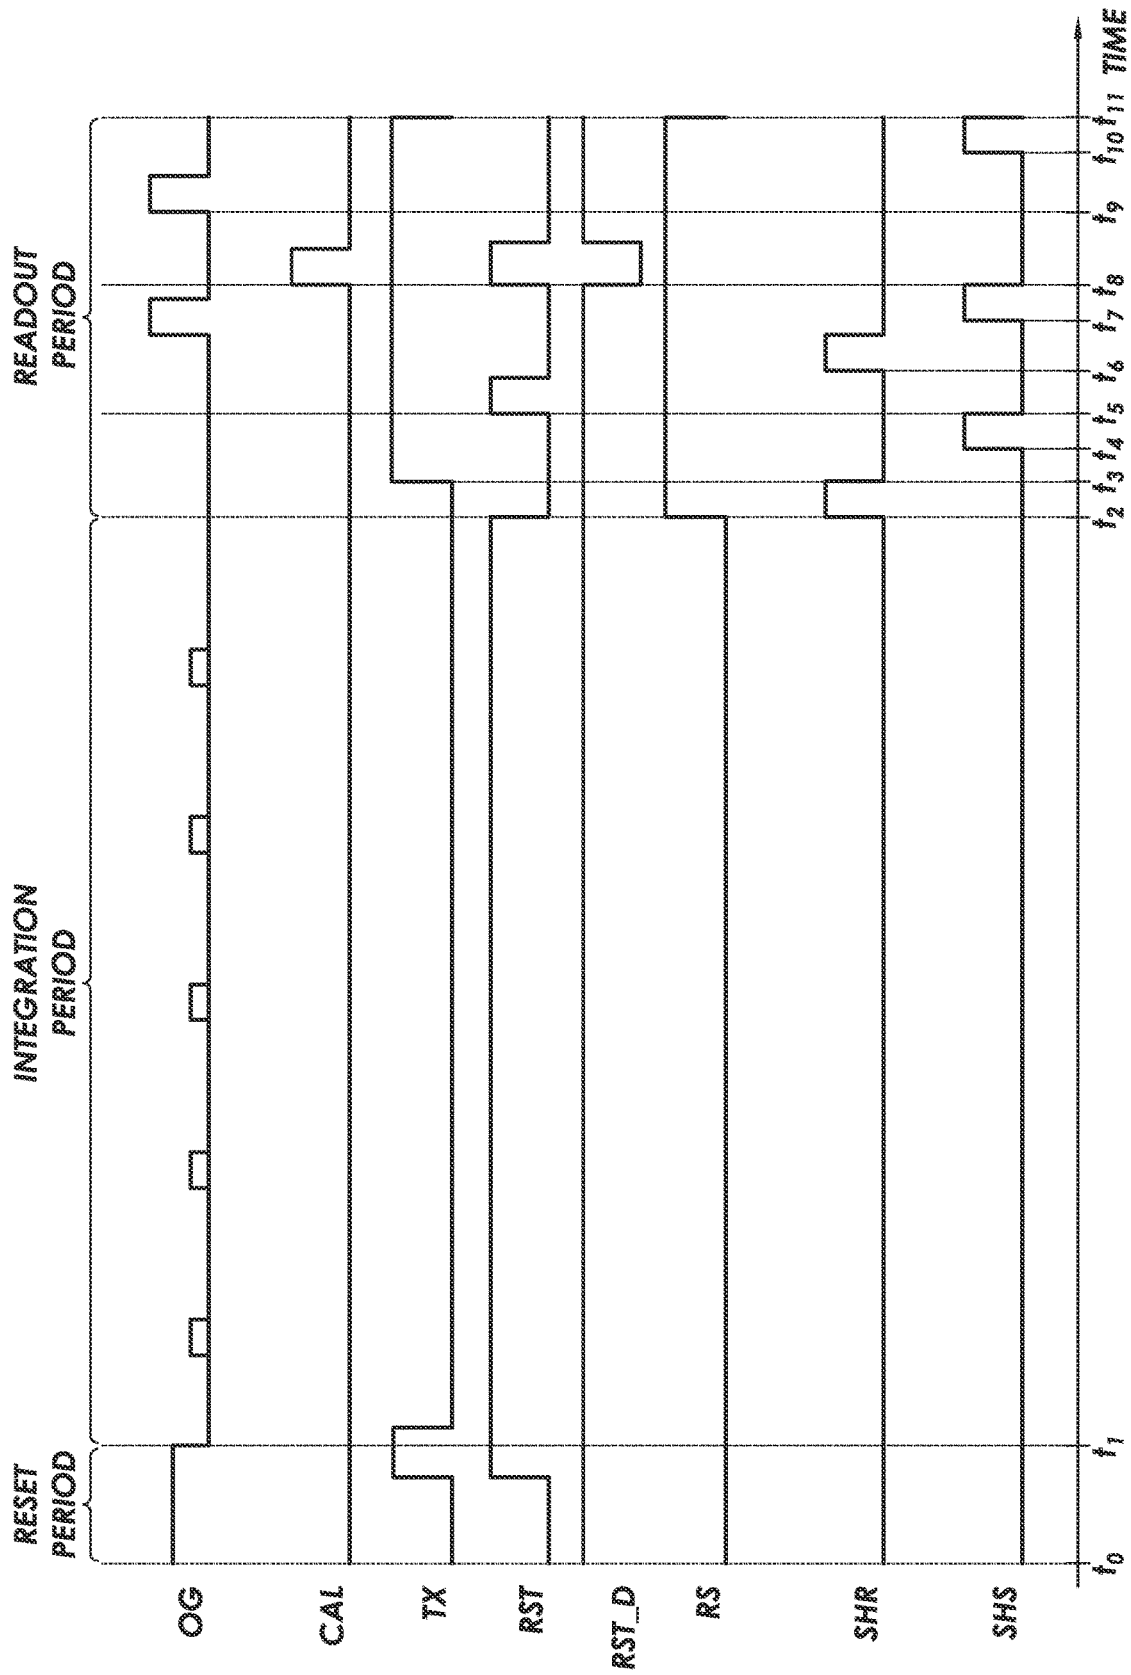 RESET
PERIOD
INTEGRATION
PERIOD
READOUT
PERIOD
OG
CAL
TX
RST
RST_D
RS
SHR
SHS
t0 t1 t2 t3 t4 t5 t6 t7 t8 t9 t10 t11 TIME